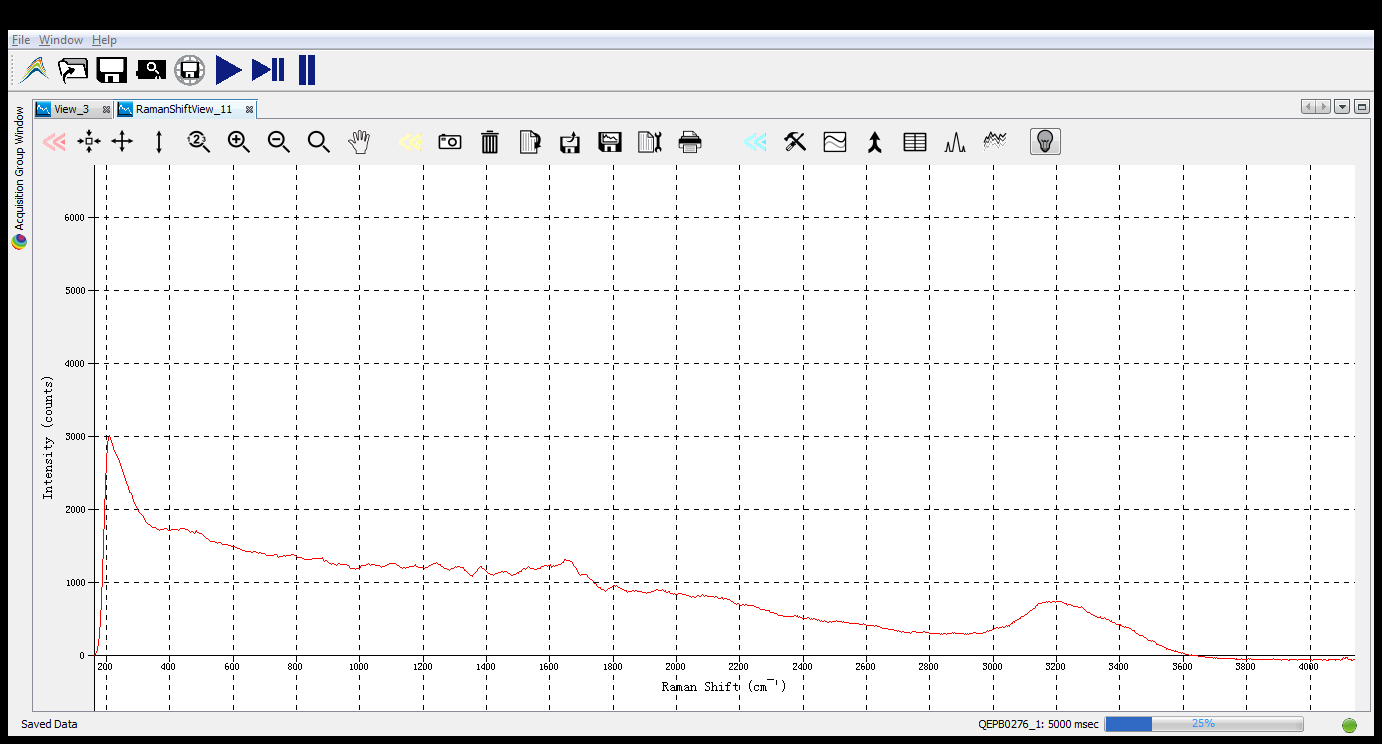 File Window Help
View_3 RamanShiftView_11
Acquisition Group Window
2
6000
5000
4000
3000
2000
1000
0
Intensity (counts)
200 400 600 800 1000 1200 1400 1600 1800 2000 2200 2400 2600 2800 3000 3200 3400 3600 3800 4000
Raman Shift (cm⁻¹)
Saved Data QEPB0276_1: 5000 msec 25%